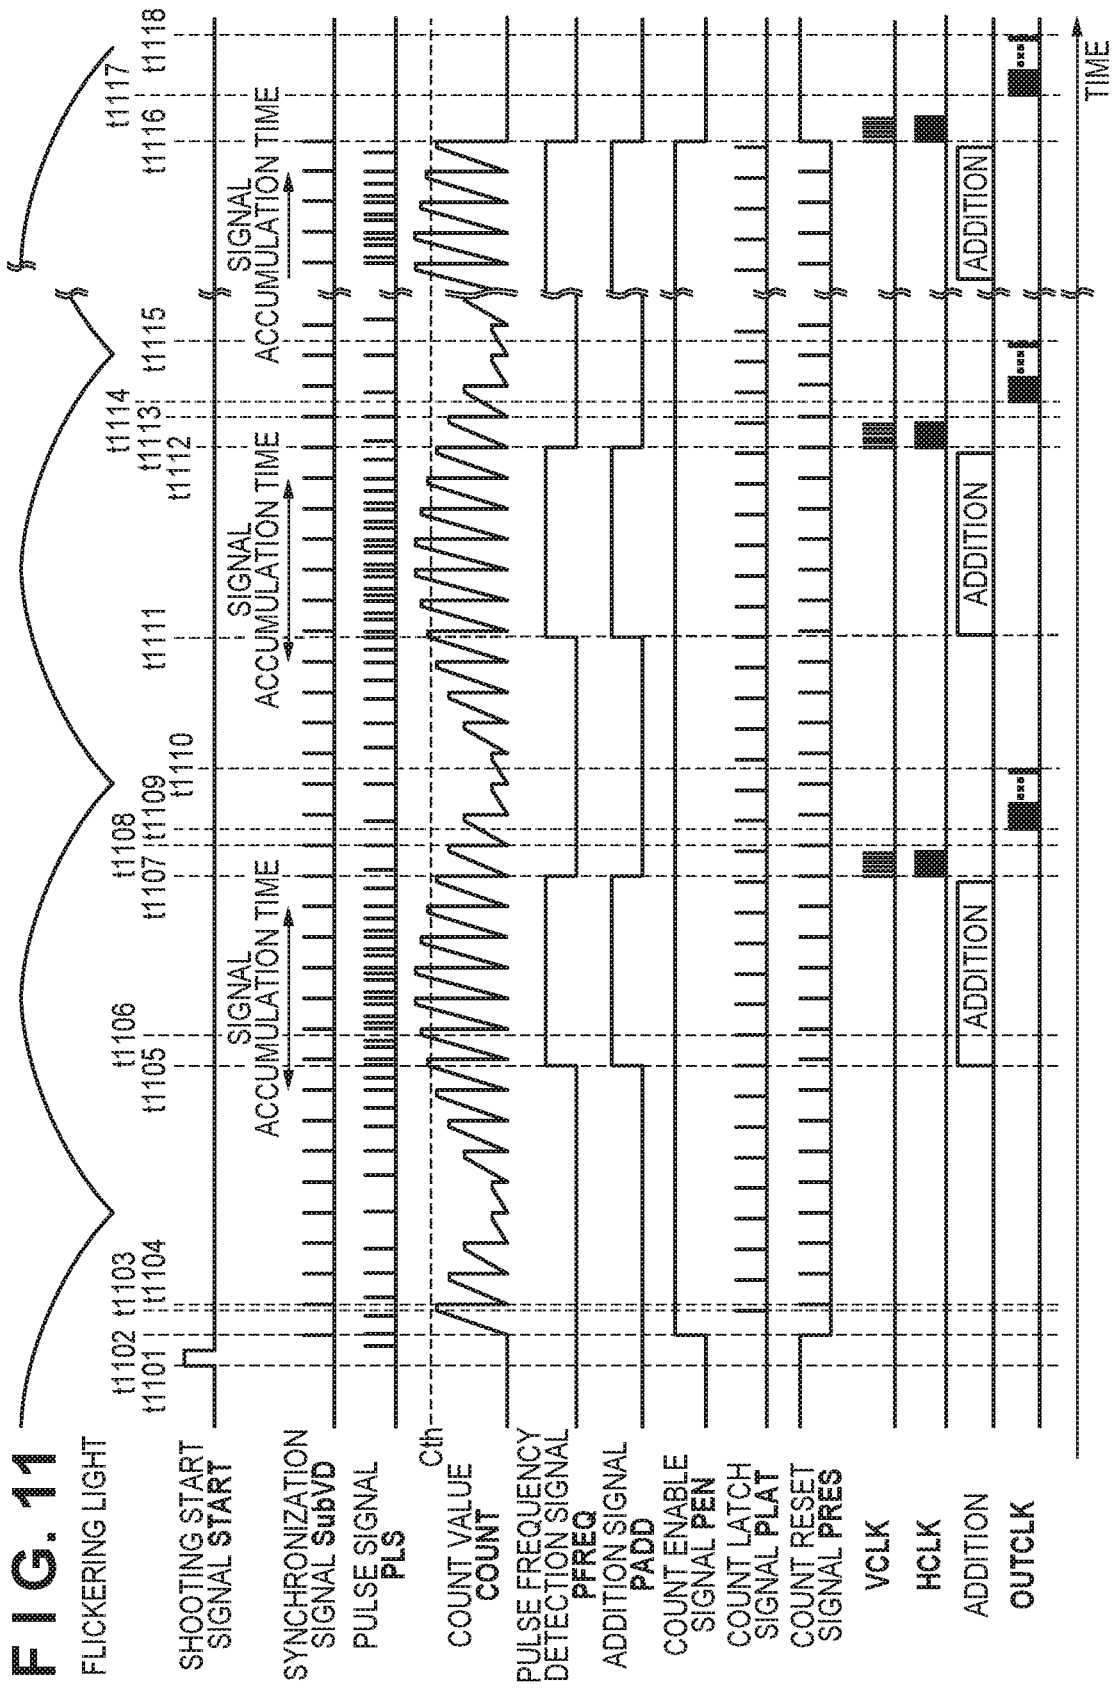 FIG. 11
FLICKERING LIGHT
t1101
t1102
t1103
t1104
t1105
t1106
t1107
t1108
t1109
t1110
t1111
t1112
t1113
t1114
t1115
t1116
t1117
t1118
SHOOTING START
SIGNAL START
SIGNAL
ACCUMULATION TIME
SIGNAL
ACCUMULATION TIME
SIGNAL
ACCUMULATION TIME
SYNCHRONIZATION
SIGNAL SubVD
PULSE SIGNAL
PLS
Cth
COUNT VALUE
COUNT
PULSE FREQUENCY
DETECTION SIGNAL
PFREQ
ADDITION SIGNAL
PADD
COUNT ENABLE
SIGNAL PEN
COUNT LATCH
SIGNAL PLAT
COUNT RESET
SIGNAL PRES
VCLK
HCLK
ADDITION
ADDITION
ADDITION
ADDITION
OUTCLK
TIME